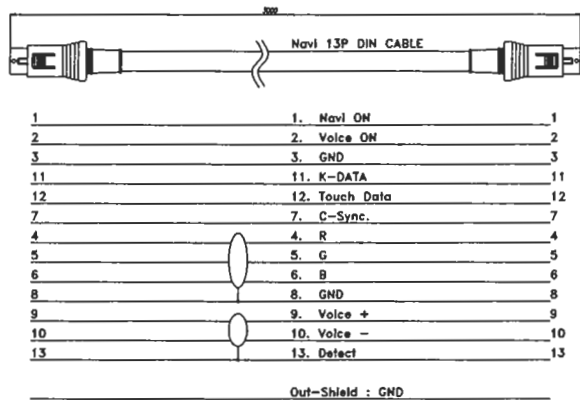 3000
Navi 13P DIN CABLE
1 1. Navi ON 1
2 2. Voice ON 2
3 3. GND 3
11 11. K-DATA 11
12 12. Touch Data 12
7 7. C-Sync. 7
4 4. R 4
5 5. G 5
6 6. B 6
8 8. GND 8
9 9. Voice + 9
10 10. Voice - 10
13 13. Detect 13
Out-Shield : GND